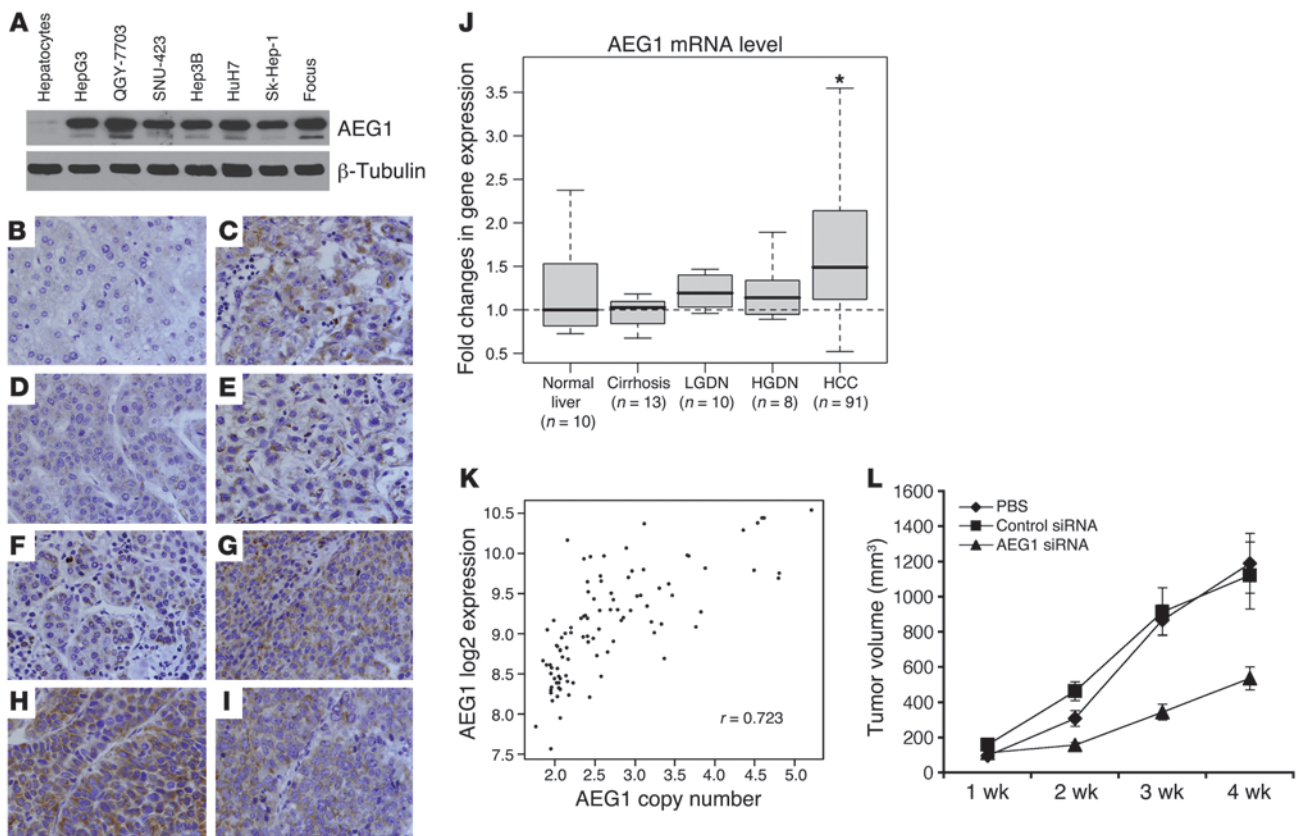 A
Hepatocytes
HepG3
QGY-7703
SNU-423
Hep3B
HuH7
Sk-Hep-1
Focus
AEG1
β-Tubulin
B
C
D
E
F
G
H
I
J
AEG1 mRNA level
Fold changes in gene expression
3.5
3.0
2.5
2.0
1.5
1.0
0.5
*
Normal Cirrhosis LGDN HGDN HCC
liver (n = 13) (n = 10) (n = 8) (n = 91)
(n = 10)
K
AEG1 log2 expression
10.5
10.0
9.5
9.0
8.5
8.0
7.5
r = 0.723
2.0 2.5 3.0 3.5 4.0 4.5 5.0
AEG1 copy number
L
Tumor volume (mm³)
1600
1400
1200
1000
800
600
400
200
0
PBS
Control siRNA
AEG1 siRNA
1 wk 2 wk 3 wk 4 wk